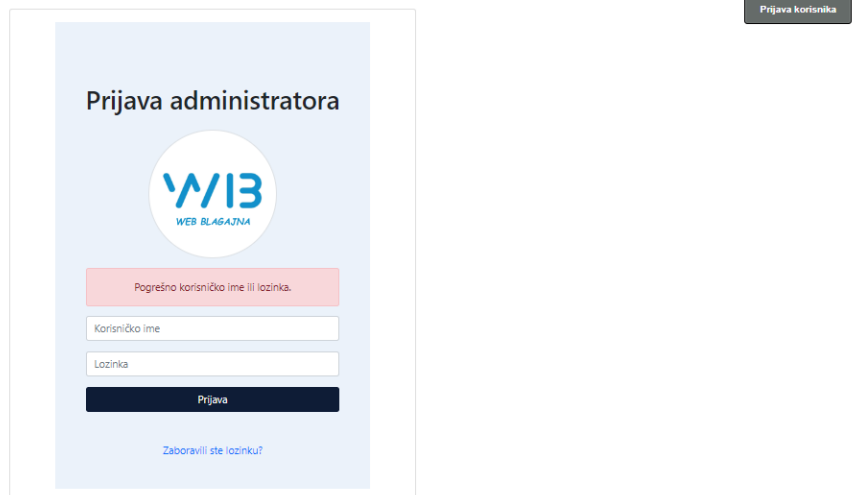 Prijava korisnika
Prijava administratora
WB
WEB BLAGAJNA
Pogrešno korisničko ime ili lozinka.
Korisničko ime
Lozinka
Prijava
Zaboravili ste lozinku?